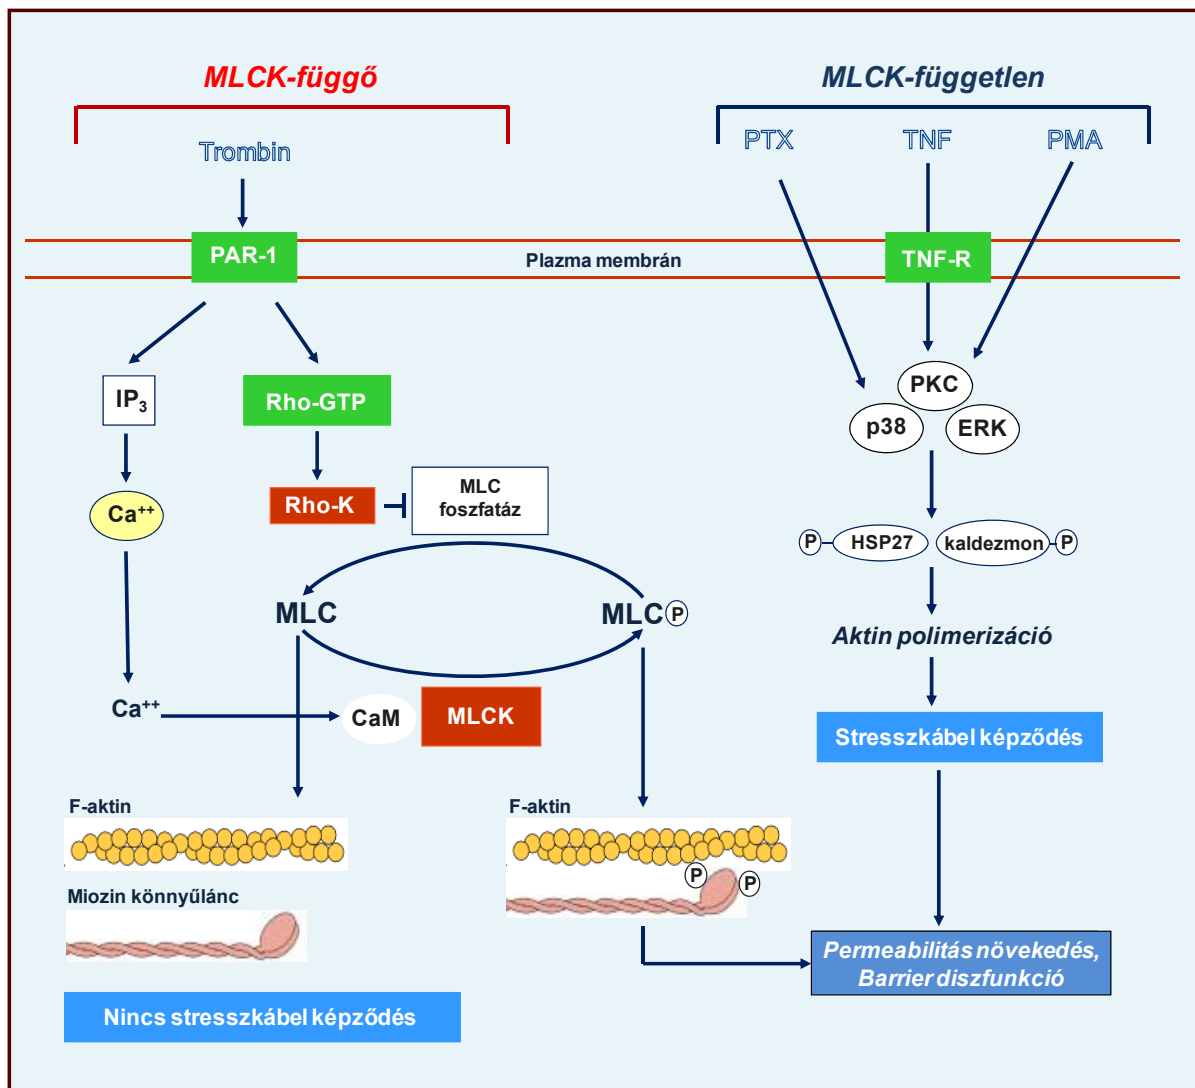 MLCK-függő
MLCK-független
Trombin
PTX
TNF
PMA
PAR-1
Plazma membrán
TNF-R
IP₃
Rho-GTP
PKC
p38
ERK
Ca⁺⁺
Rho-K
MLC
foszfatáz
P
HSP27
kaldezmon
P
MLC
MLC P
Aktin polimerizáció
Ca⁺⁺
CaM
MLCK
Stresszkábel képződés
F-aktin
F-aktin
P
P
Miozin könnyűlánc
Permeabilitás növekedés,
Barrier diszfunkció
Nincs stresszkábel képződés